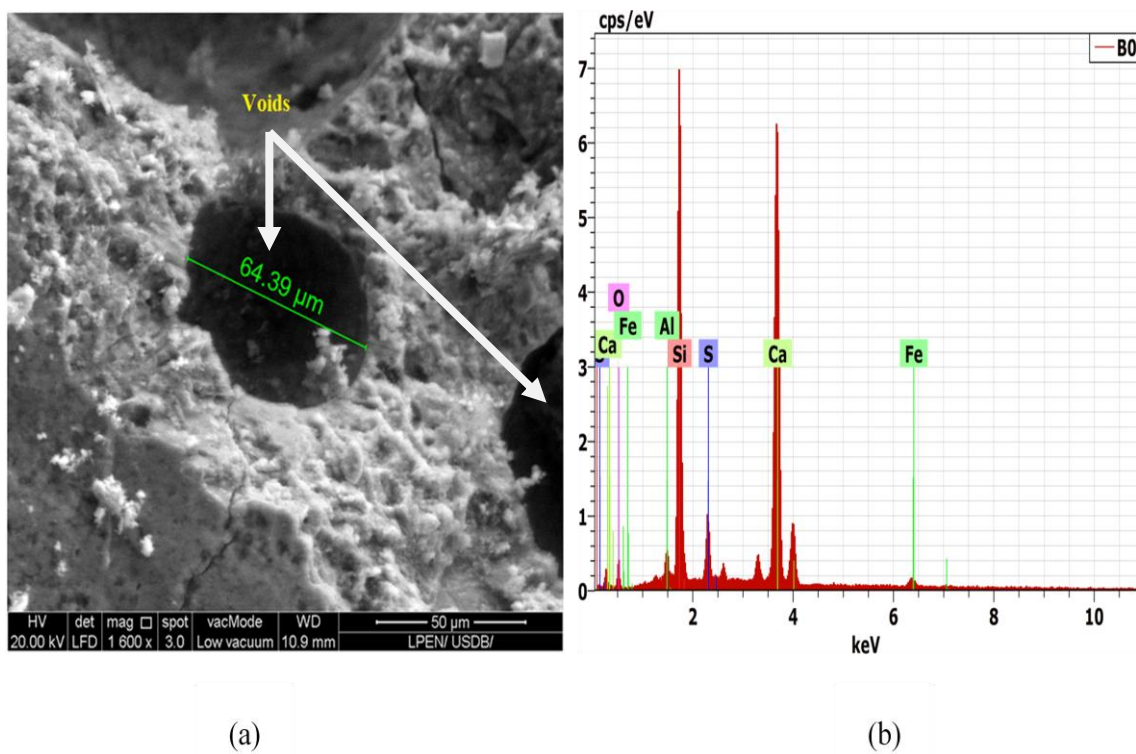 Voids
64.39 µm
HV det mag □ spot vacMode WD
20.00 kV LFD 1 600 x 3.0 Low vacuum 10.9 mm
50 µm
LPEN/ USDB/
(a)
cps/eV
B0
7
6
5
4
3
2
1
0
O
Fe
Ca
Al
Si
S
Ca
Fe
2 4 6 8 10
keV
(b)